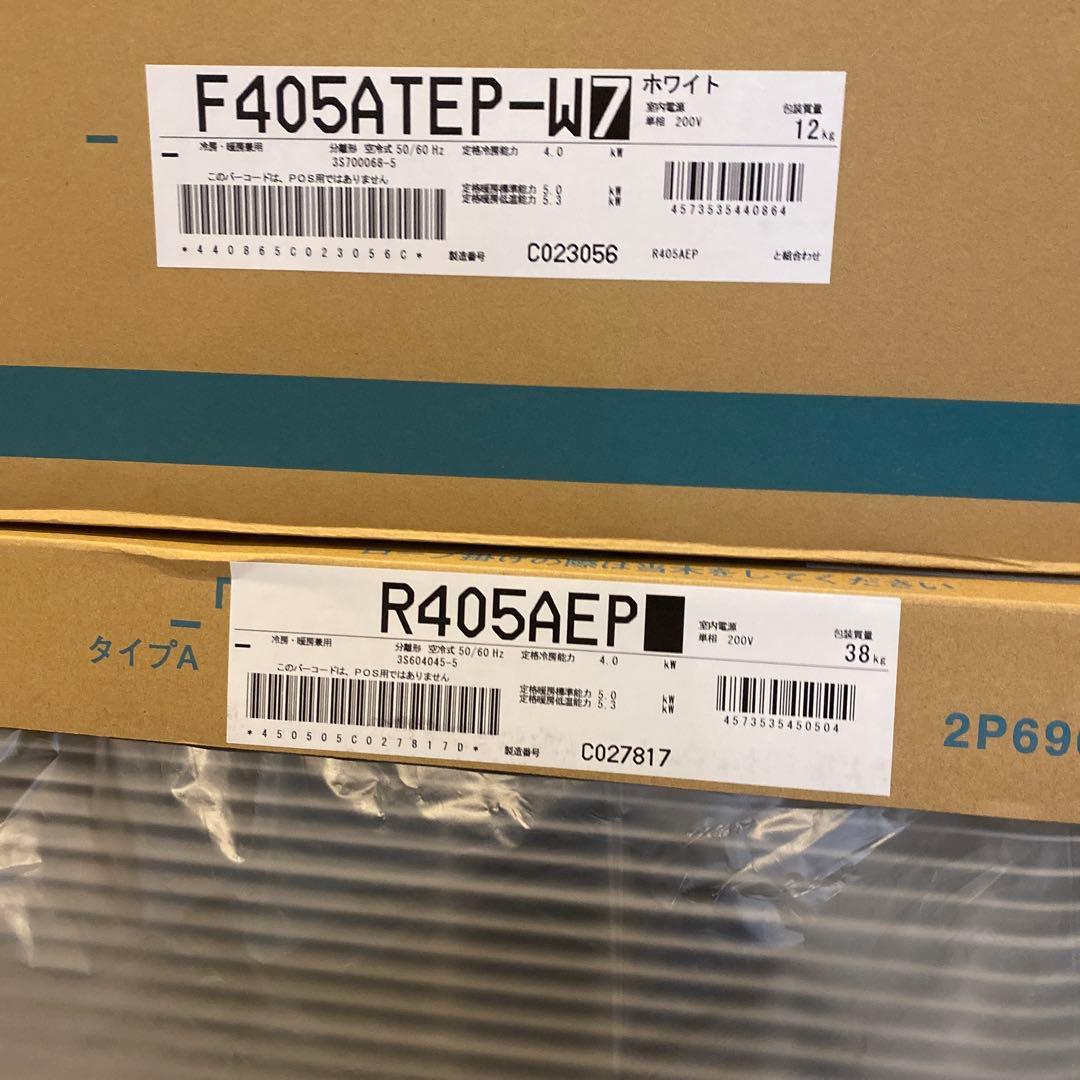 F405ATEP-W7
ホワイト
室内電源
単相 200V
包装質量
12kg
冷房・暖房兼用
分離形 空冷式 50/60 Hz
3S700068-5
定格冷房能力 4.0 kW
このバーコードは、POS用ではありません
定格暖房標準能力 5.0 kW
定格暖房低温能力 5.3 kW
4573535440864
*440865C023056C*
製造番号 C023056
R405AEP と組合わせ
R405AEP
室内電源
単相 200V
包装質量
38kg
タイプA
冷房・暖房兼用
分離形 空冷式 50/60 Hz
3S604045-5
定格冷房能力 4.0 kW
このバーコードは、POS用ではありません
定格暖房標準能力 5.0 kW
定格暖房低温能力 5.3 kW
4573535450504
*450505C027817D*
製造番号 C027817
2P69